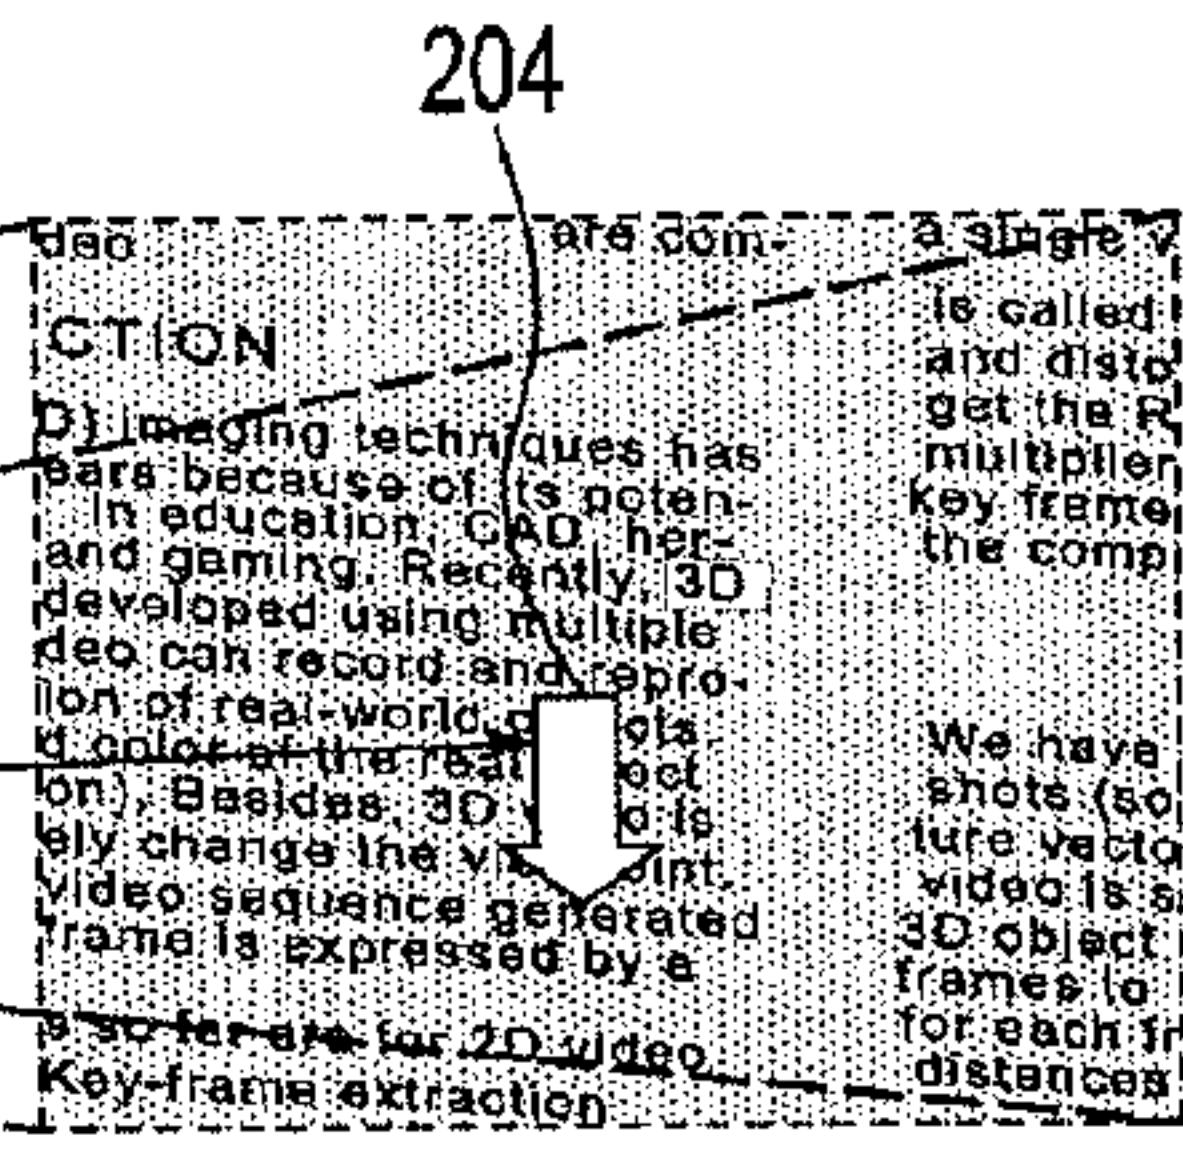 204
deo
CTION
D) imaging techniques has
ears because of its poten-
In education, CAD, her-
and gaming. Recently, 3D
developed using multiple
deo can record and repro-
ion of real-world
d color of the real
on). Besides, 3D is
ely change the
video sequence generated
frame is expressed by a
s so far are for 2D video
Key-frame extraction
are com-
a single v
is called
and disto
get the R
multiplier
key frame
the comp
We have
shots (so
ture vecto
video is s
3D object
frames to
for each fr
distances